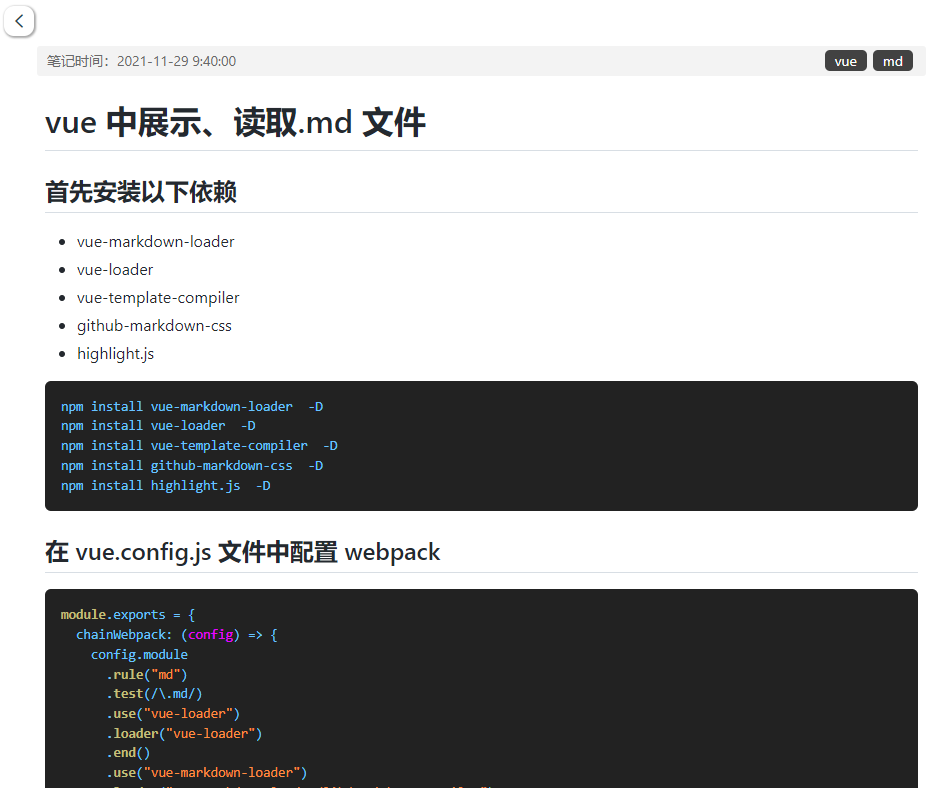 笔记时间：2021-11-29 9:40:00
vue md
vue 中展示、读取.md 文件
首先安装以下依赖
vue-markdown-loader
vue-loader
vue-template-compiler
github-markdown-css
highlight.js
npm install vue-markdown-loader  -D
npm install vue-loader  -D
npm install vue-template-compiler  -D
npm install github-markdown-css  -D
npm install highlight.js  -D
在 vue.config.js 文件中配置 webpack
module.exports = {
  chainWebpack: (config) => {
    config.module
      .rule("md")
      .test(/\.md/)
      .use("vue-loader")
      .loader("vue-loader")
      .end()
      .use("vue-markdown-loader")